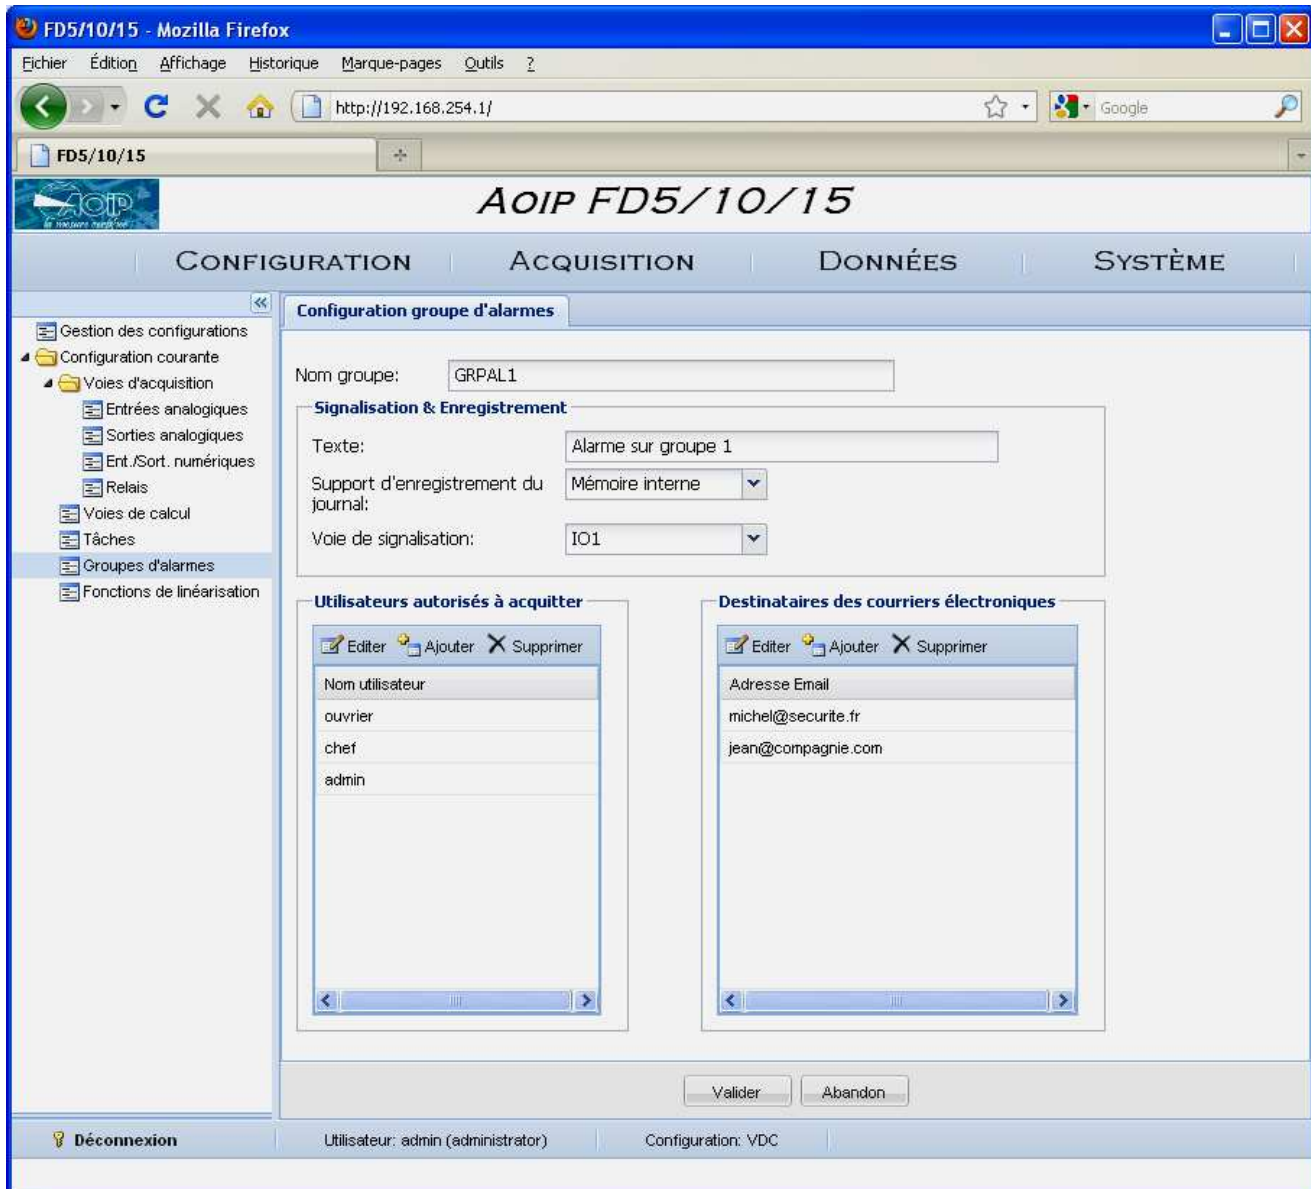 FD5/10/15 - Mozilla Firefox
Fichier Édition Affichage Historique Marque-pages Outils ?
http://192.168.254.1/ Google
FD5/10/15
AOIP
AOIP FD5/10/15
CONFIGURATION ACQUISITION DONNÉES SYSTÈME
Gestion des configurations
Configuration courante
Voies d'acquisition
Entrées analogiques
Sorties analogiques
Ent./Sort. numériques
Relais
Voies de calcul
Tâches
Groupes d'alarmes
Fonctions de linéarisation
Configuration groupe d'alarmes
Nom groupe: GRPAL1
Signalisation & Enregistrement
Texte: Alarme sur groupe 1
Support d'enregistrement du journal: Mémoire interne
Voie de signalisation: IO1
Utilisateurs autorisés à acquitter
Editer Ajouter Supprimer
Nom utilisateur
ouvrier
chef
admin
Destinataires des courriers électroniques
Editer Ajouter Supprimer
Adresse Email
michel@securite.fr
jean@compagnie.com
Valider Abandon
Déconnexion Utilisateur: admin (administrator) Configuration: VDC